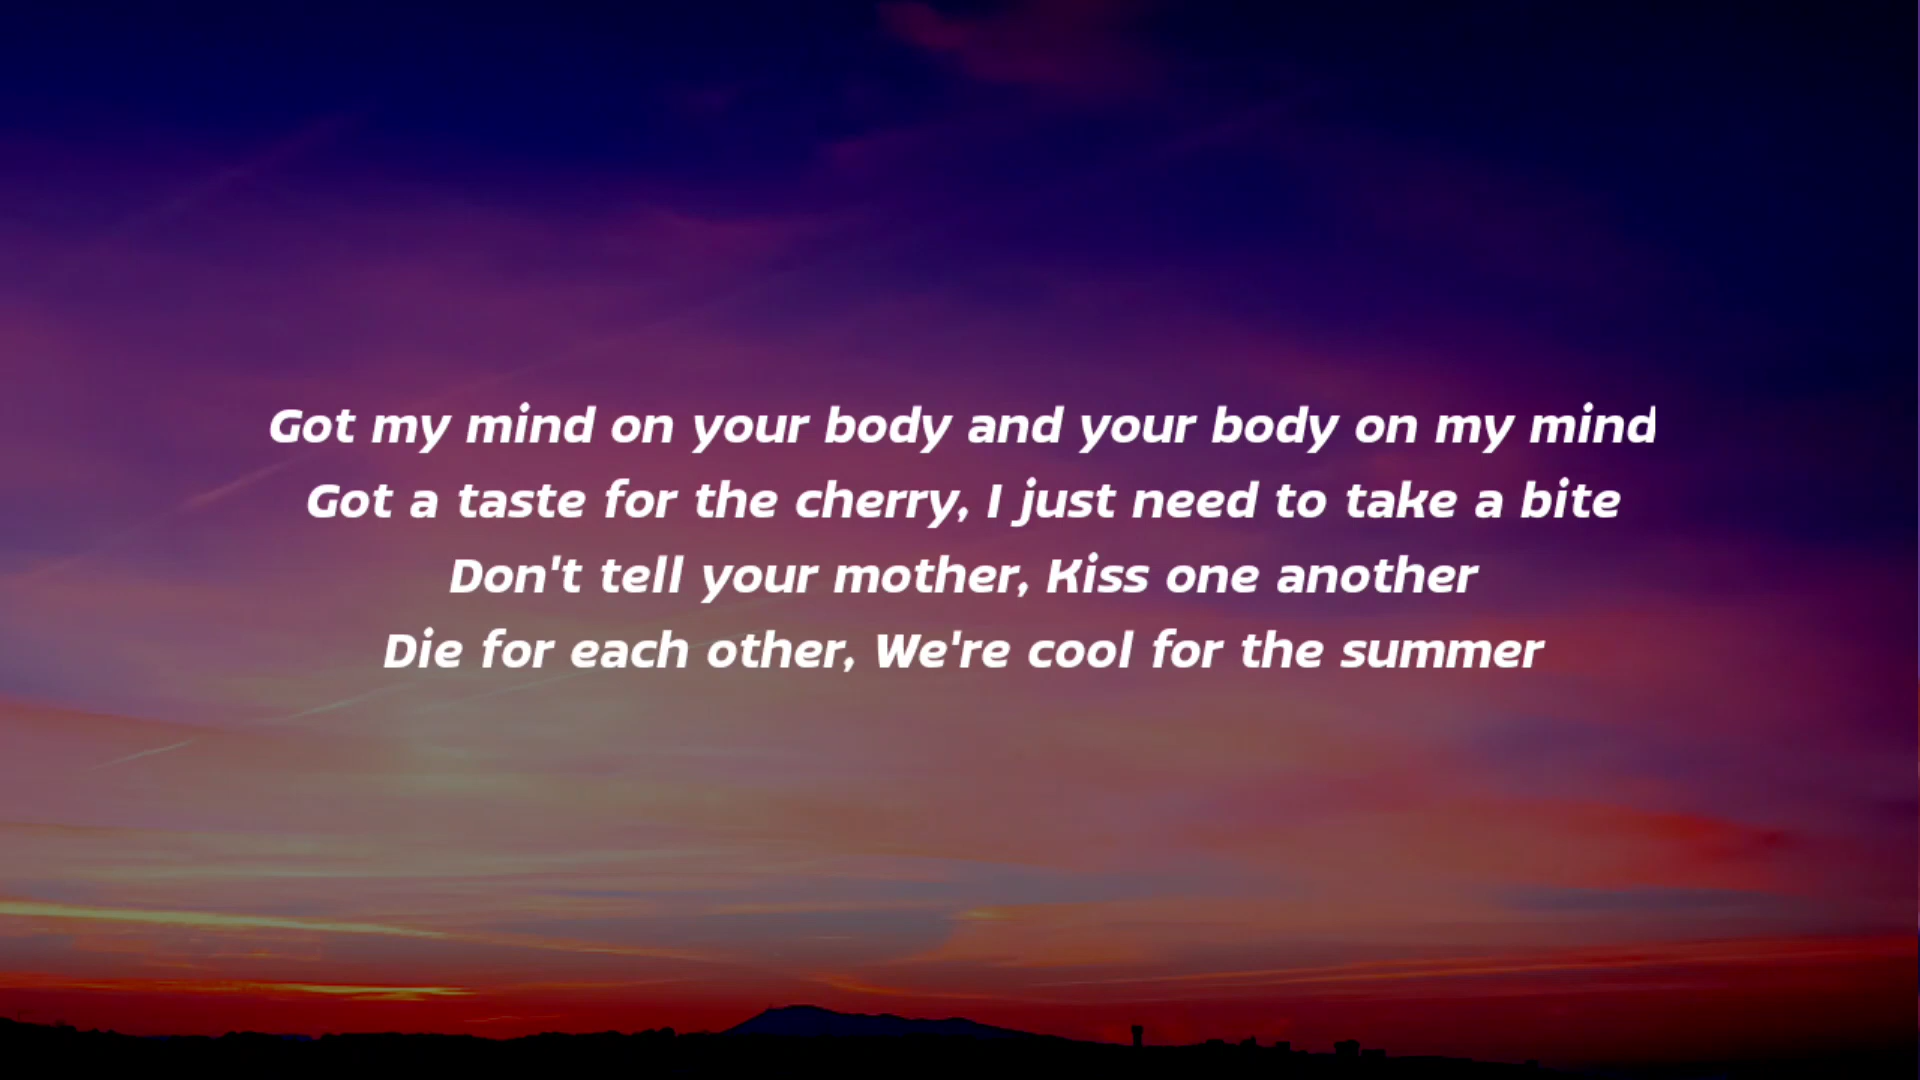 Got my mind on your body and your body on my mind
Got a taste for the cherry, I just need to take a bite
Don't tell your mother, Kiss one another
Die for each other, We're cool for the summer